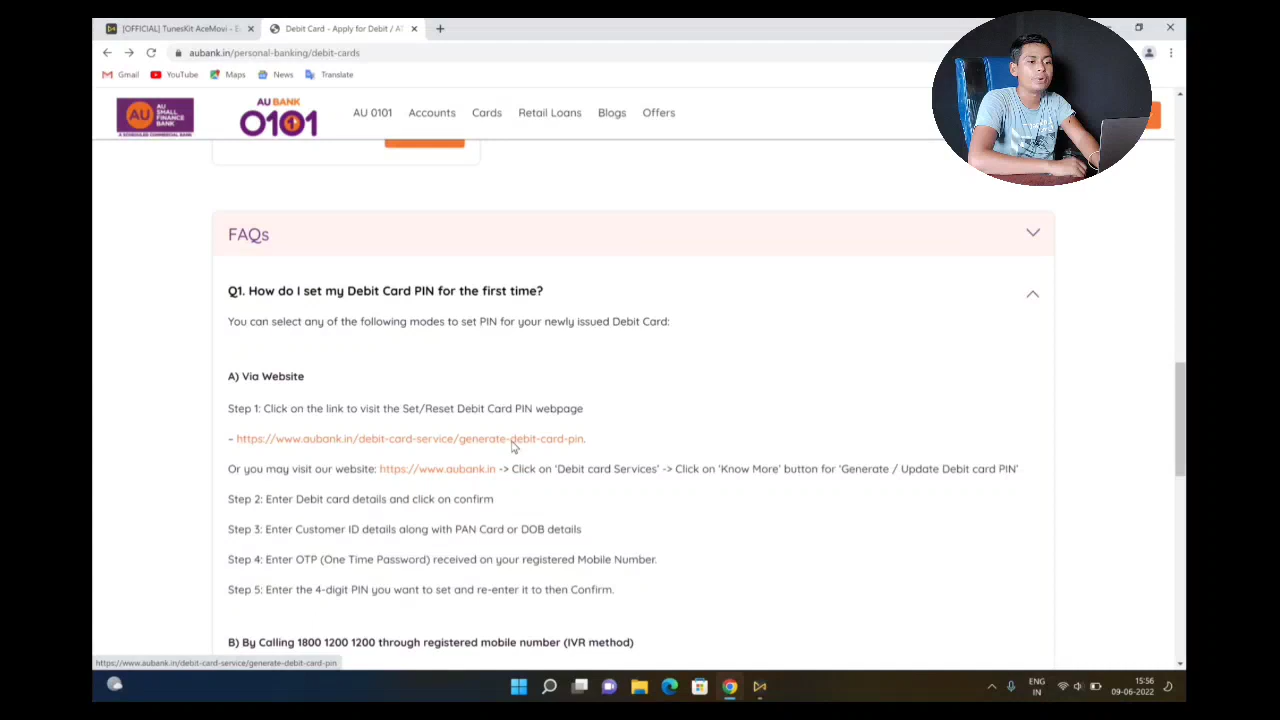 [OFFICIAL] TunesKit AceMovi - E
Debit Card - Apply for Debit / AT
aubank.in/personal-banking/debit-cards
Gmail YouTube Maps News Translate
AU SMALL FINANCE BANK
A SCHEDULED COMMERCIAL BANK
AU BANK
0101
AU 0101 Accounts Cards Retail Loans Blogs Offers
FAQs
Q1. How do I set my Debit Card PIN for the first time?
You can select any of the following modes to set PIN for your newly issued Debit Card:
A) Via Website
Step 1: Click on the link to visit the Set/Reset Debit Card PIN webpage
– https://www.aubank.in/debit-card-service/generate-debit-card-pin.
Or you may visit our website: https://www.aubank.in -> Click on ‘Debit card Services’ -> Click on ‘Know More’ button for ‘Generate / Update Debit card PIN’
Step 2: Enter Debit card details and click on confirm
Step 3: Enter Customer ID details along with PAN Card or DOB details
Step 4: Enter OTP (One Time Password) received on your registered Mobile Number.
Step 5: Enter the 4-digit PIN you want to set and re-enter it to then Confirm.
B) By Calling 1800 1200 1200 through registered mobile number (IVR method)
https://www.aubank.in/debit-card-service/generate-debit-card-pin
ENG
IN
15:56
09-06-2022